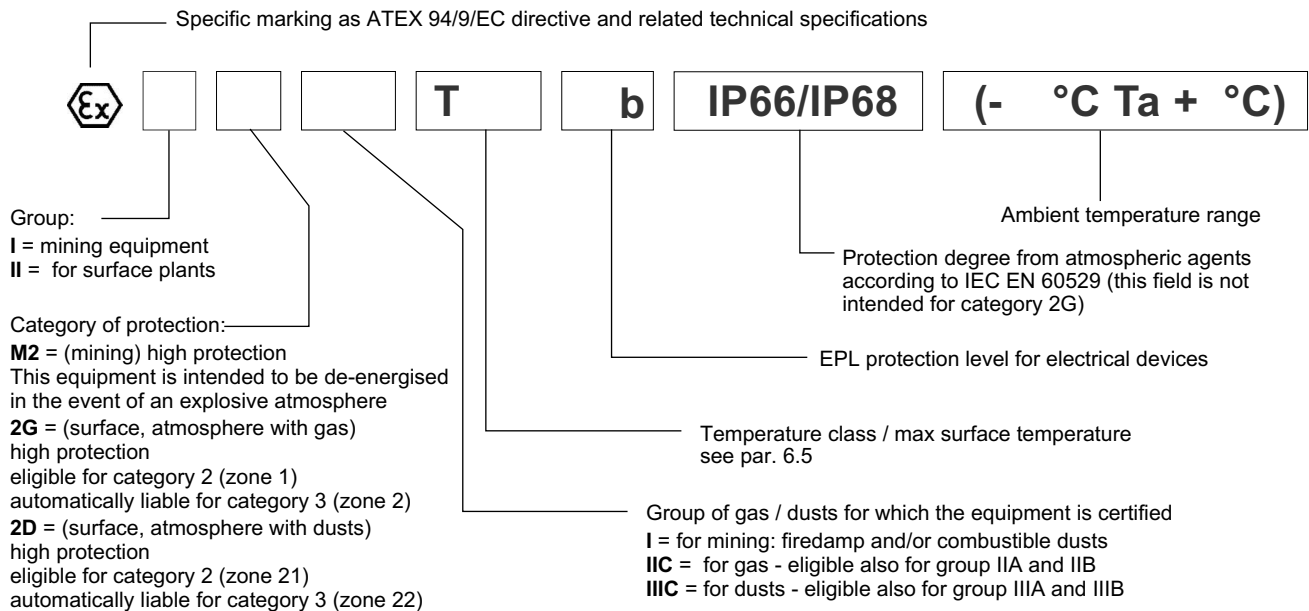 Specific marking as ATEX 94/9/EC directive and related technical specifications
Ex T b IP66/IP68 (- °C Ta + °C)
Group:
I = mining equipment
II = for surface plants
Category of protection:
M2 = (mining) high protection
This equipment is intended to be de-energised
in the event of an explosive atmosphere
2G = (surface, atmosphere with gas)
high protection
eligible for category 2 (zone 1)
automatically liable for category 3 (zone 2)
2D = (surface, atmosphere with dusts)
high protection
eligible for category 2 (zone 21)
automatically liable for category 3 (zone 22)
Ambient temperature range
Protection degree from atmospheric agents
according to IEC EN 60529 (this field is not
intended for category 2G)
EPL protection level for electrical devices
Temperature class / max surface temperature
see par. 6.5
Group of gas / dusts for which the equipment is certified
I = for mining: firedamp and/or combustible dusts
IIC = for gas - eligible also for group IIA and IIB
IIIC = for dusts - eligible also for group IIIA and IIIB